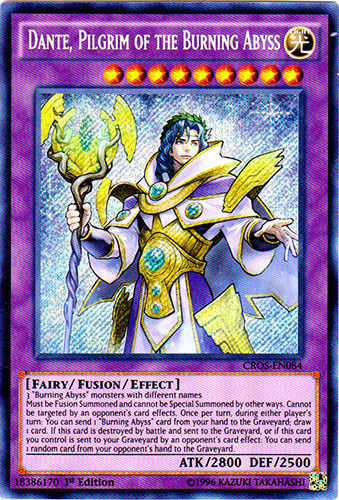 DANTE, PILGRIM OF THE BURNING ABYSS
CROS-EN084
[FAIRY/FUSION/EFFECT]
3 "Burning Abyss" monsters with different names
Must be Fusion Summoned and cannot be Special Summoned by other ways. Cannot
be targeted by an opponent's card effects. Once per turn, during either player's
turn: You can send 1 "Burning Abyss" card from your hand to the Graveyard; draw
1 card. If this card is destroyed by battle and sent to the Graveyard, or if this card
you control is sent to your Graveyard by an opponent's card effect: You can send
1 random card from your opponent's hand to the Graveyard.
ATK/2800 DEF/2500
18386170 1st Edition ©1996 KAZUKI TAKAHASHI